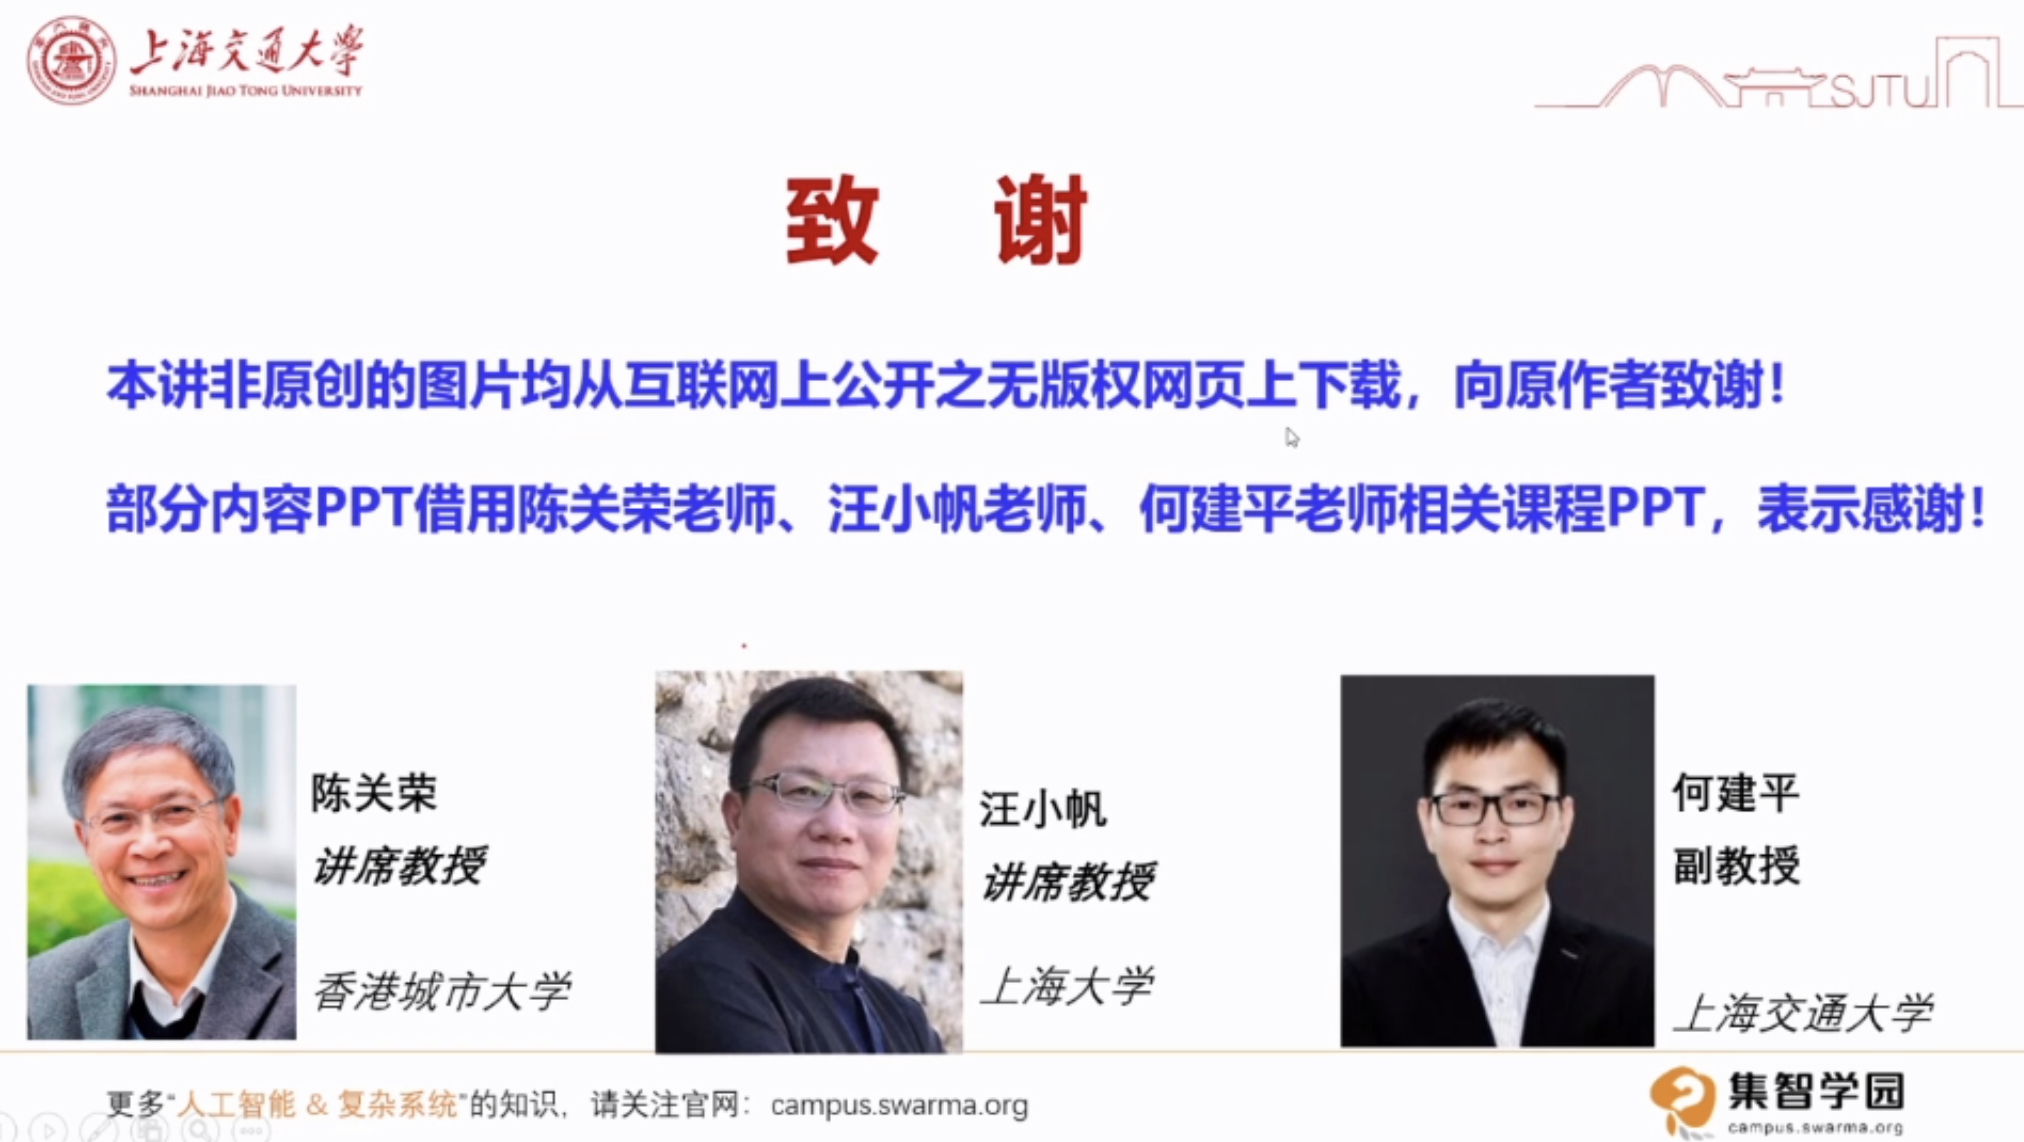 上海交通大学
SHANGHAI JIAO TONG UNIVERSITY
SJTU
致 谢
本讲非原创的图片均从互联网上公开之无版权网页上下载，向原作者致谢！
部分内容PPT借用陈关荣老师、汪小帆老师、何建平老师相关课程PPT，表示感谢！
陈关荣
讲席教授
香港城市大学
汪小帆
讲席教授
上海大学
何建平
副教授
上海交通大学
更多“人工智能 & 复杂系统”的知识，请关注官网：campus.swarma.org
集智学园
campus.swarma.org